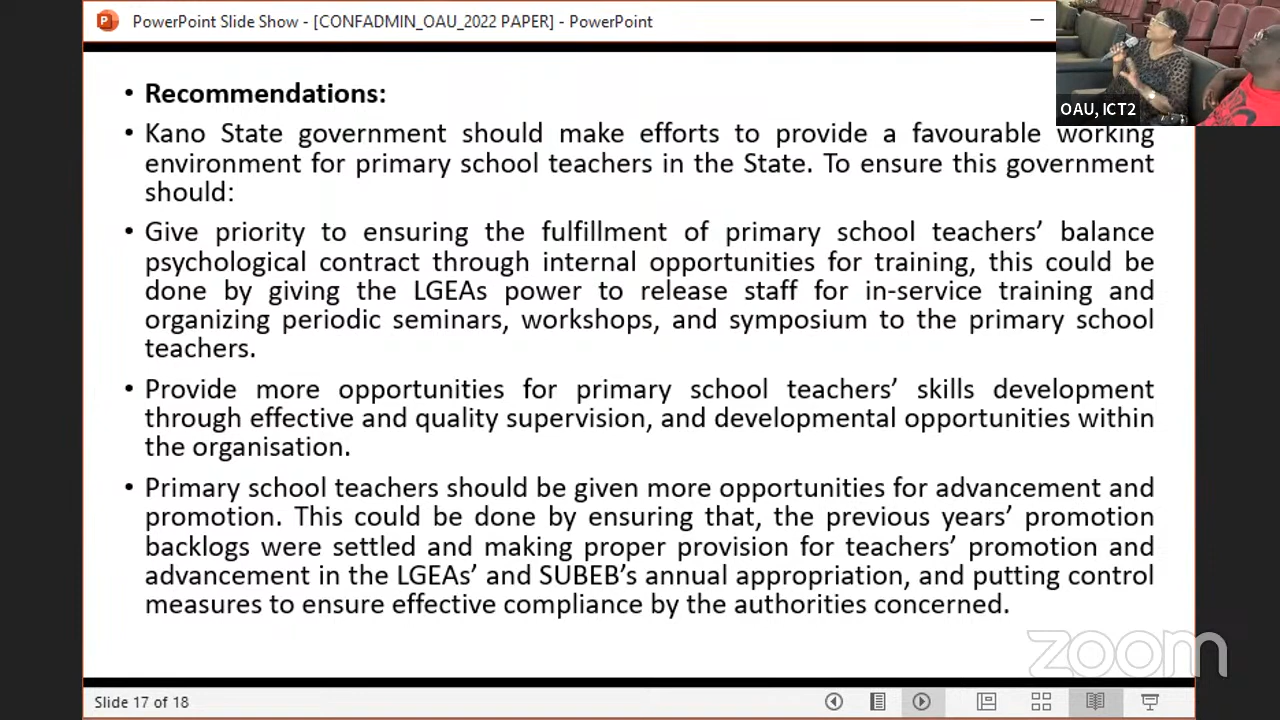 PowerPoint Slide Show - [CONFADMIN_OAU_2022 PAPER] - PowerPoint
OAU, ICT2
• Recommendations:
• Kano State government should make efforts to provide a favourable working
environment for primary school teachers in the State. To ensure this government
should:
• Give priority to ensuring the fulfillment of primary school teachers’ balance
psychological contract through internal opportunities for training, this could be
done by giving the LGEAs power to release staff for in-service training and
organizing periodic seminars, workshops, and symposium to the primary school
teachers.
• Provide more opportunities for primary school teachers’ skills development
through effective and quality supervision, and developmental opportunities within
the organisation.
• Primary school teachers should be given more opportunities for advancement and
promotion. This could be done by ensuring that, the previous years’ promotion
backlogs were settled and making proper provision for teachers’ promotion and
advancement in the LGEAs’ and SUBEB’s annual appropriation, and putting control
measures to ensure effective compliance by the authorities concerned.
zoom
Slide 17 of 18